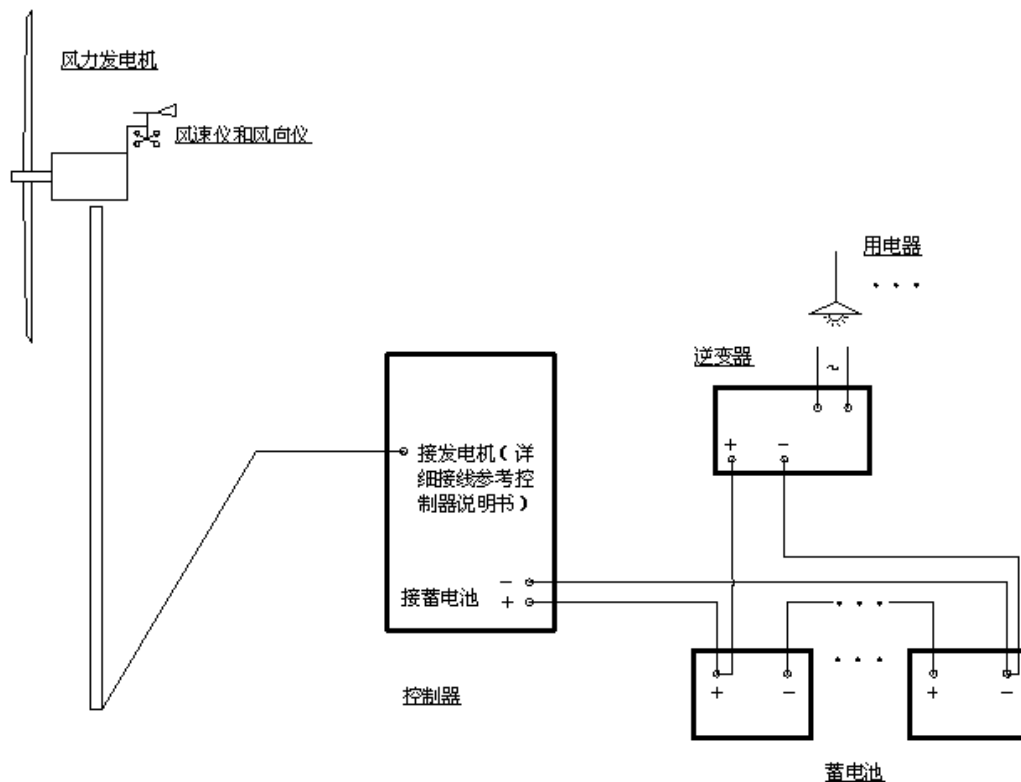 风力发电机
风速仪和风向仪
用电器
逆变器
~
+ -
接发电机(详
细接线参考控
制器说明书)
接蓄电池 -
+
+ - + -
控制器
蓄电池